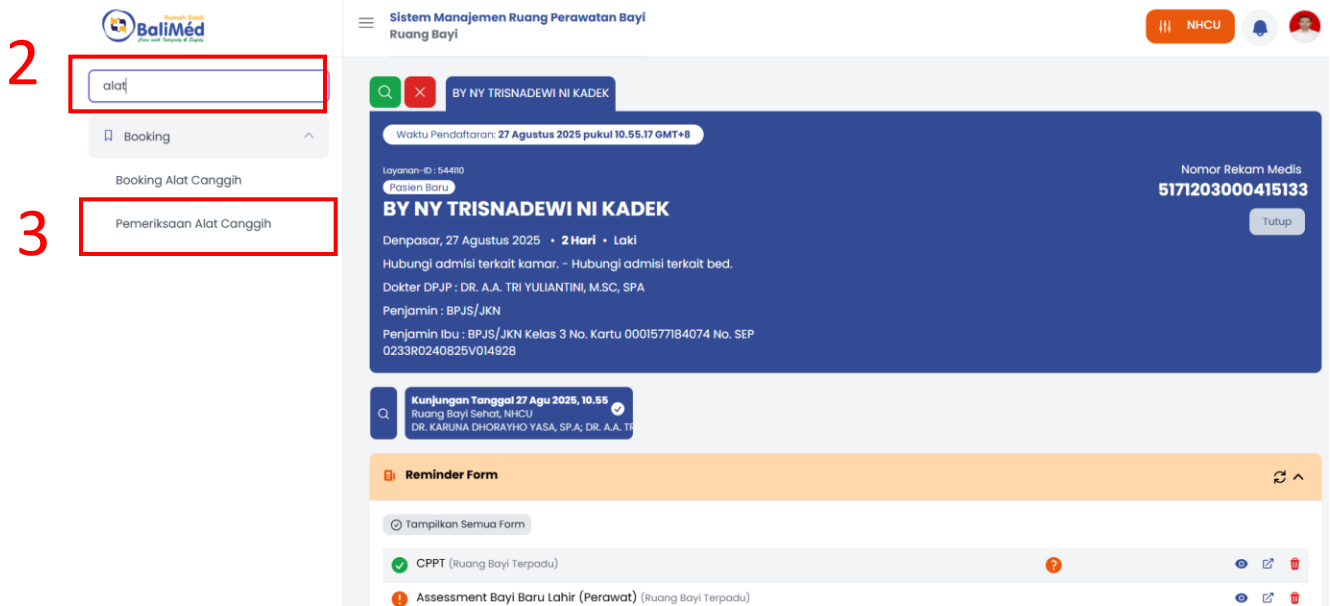 2
3
Rumah Sakit
BaliMéd
Care with Integrity & Safety
alat
Booking
Booking Alat Canggih
Pemeriksaan Alat Canggih
Sistem Manajemen Ruang Perawatan Bayi
Ruang Bayi
NHCU
BY NY TRISNADEWI NI KADEK
Waktu Pendaftaran: 27 Agustus 2025 pukul 10.55.17 GMT+8
Layanan-ID : 544110
Pasien Baru
BY NY TRISNADEWI NI KADEK
Denpasar, 27 Agustus 2025 • 2 Hari • Laki
Hubungi admisi terkait kamar. - Hubungi admisi terkait bed.
Dokter DPJP : DR. A.A. TRI YULIANTINI, M.SC, SPA
Penjamin : BPJS/JKN
Penjamin Ibu : BPJS/JKN Kelas 3 No. Kartu 0001577184074 No. SEP
0233R0240825V014928
Nomor Rekam Medis
5171203000415133
Tutup
Kunjungan Tanggal 27 Agu 2025, 10.55
Ruang Bayi Sehat, NHCU
DR. KARUNA DHORAYHO YASA, SP.A; DR. A.A. TR
Reminder Form
Tampilkan Semua Form
CPPT (Ruang Bayi Terpadu)
Assessment Bayi Baru Lahir (Perawat) (Ruang Bayi Terpadu)